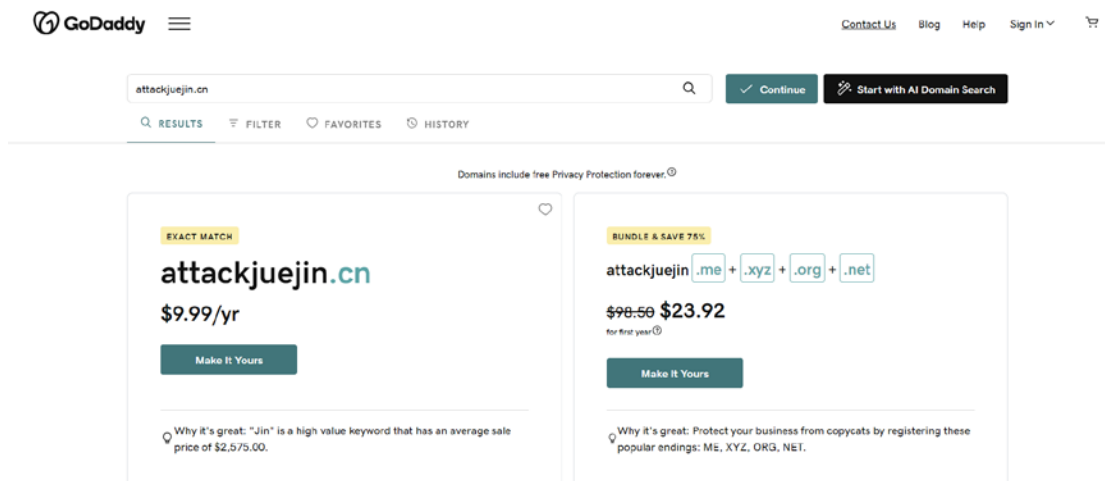 GoDaddy
Contact Us Blog Help Sign In
attackjuejin.cn
Continue
Start with AI Domain Search
RESULTS FILTER FAVORITES HISTORY
Domains include free Privacy Protection forever.
EXACT MATCH
attackjuejin.cn
$9.99/yr
Make It Yours
Why it's great: "Jin" is a high value keyword that has an average sale
price of $2,575.00.
BUNDLE & SAVE 75%
attackjuejin .me + .xyz + .org + .net
$98.50 $23.92
for first year
Make It Yours
Why it's great: Protect your business from copycats by registering these
popular endings: ME, XYZ, ORG, NET.